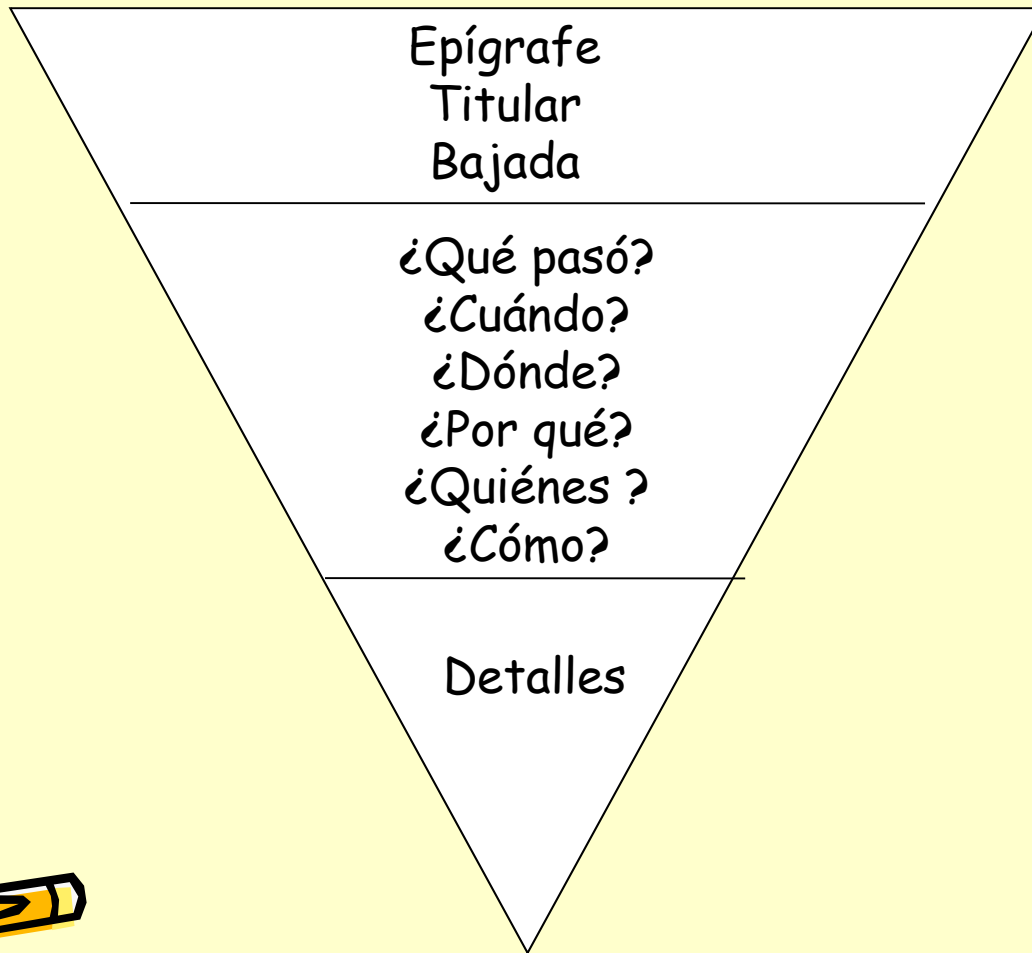 Epígrafe
Titular
Bajada
¿Qué pasó?
¿Cuándo?
¿Dónde?
¿Por qué?
¿Quiénes ?
¿Cómo?
Detalles